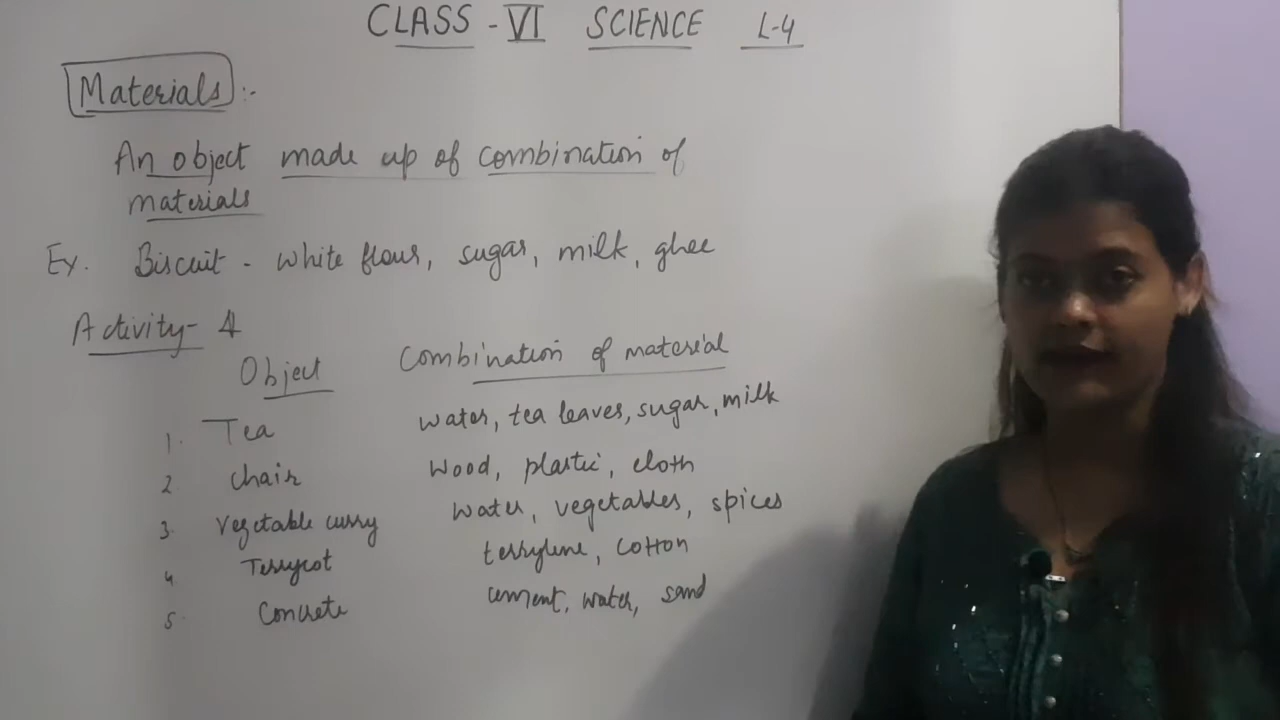 CLASS - VI SCIENCE L-4
Materials :-
An object made up of combination of
materials
Ex. Biscuit - white flour, sugar, milk, ghee
Activity - 4
Object Combination of material
1. Tea water, tea leaves, sugar, milk
2 chair wood, plastic, cloth
3. vegetable curry water, vegetables, spices
4 Terrycot terrylene, cotton
5. Concrete cement, water, sand